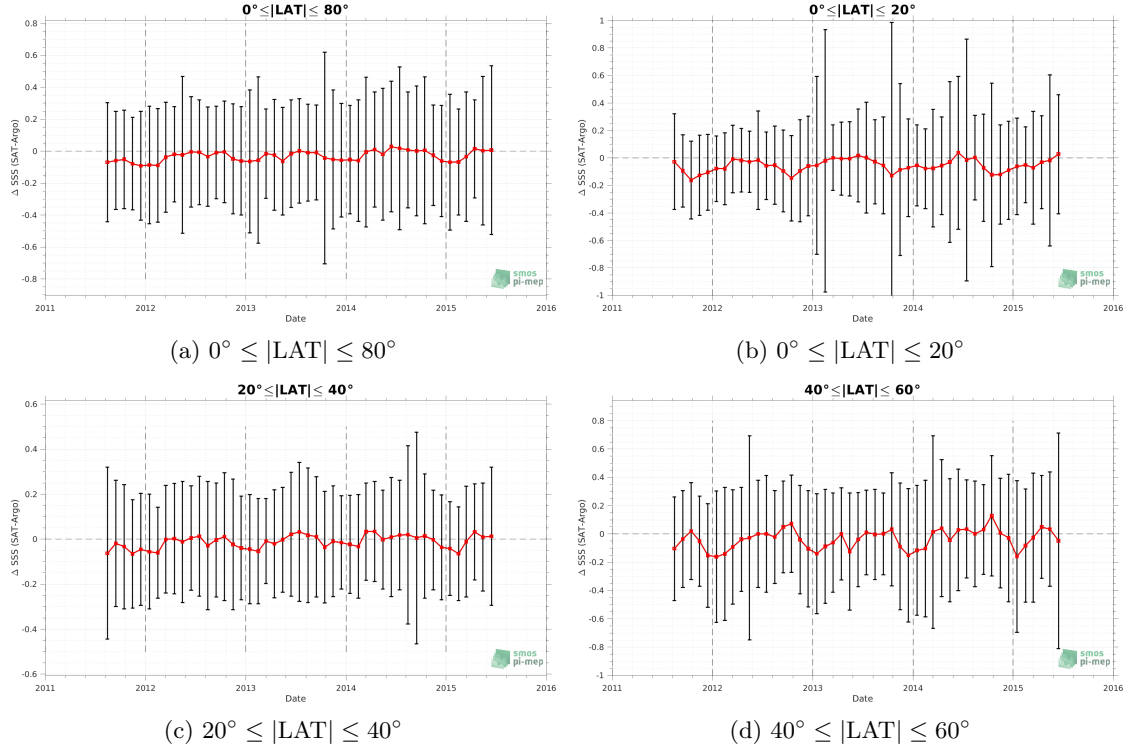 0°≤|LAT|≤ 80°
Δ SSS (SAT-Argo)
0.8
0.6
0.4
0.2
0
-0.2
-0.4
-0.6
-0.8
2011 2012 2013 2014 2015 2016
Date
smos
pi-mep
(a) 0° ≤ |LAT| ≤ 80°
0°≤|LAT|≤ 20°
Δ SSS (SAT-Argo)
1
0.8
0.6
0.4
0.2
0
-0.2
-0.4
-0.6
-0.8
-1
2011 2012 2013 2014 2015 2016
Date
smos
pi-mep
(b) 0° ≤ |LAT| ≤ 20°
20°≤|LAT|≤ 40°
Δ SSS (SAT-Argo)
0.6
0.4
0.2
0
-0.2
-0.4
-0.6
2011 2012 2013 2014 2015 2016
Date
smos
pi-mep
(c) 20° ≤ |LAT| ≤ 40°
40°≤|LAT|≤ 60°
Δ SSS (SAT-Argo)
0.8
0.6
0.4
0.2
0
-0.2
-0.4
-0.6
-0.8
-1
2011 2012 2013 2014 2015 2016
Date
smos
pi-mep
(d) 40° ≤ |LAT| ≤ 60°